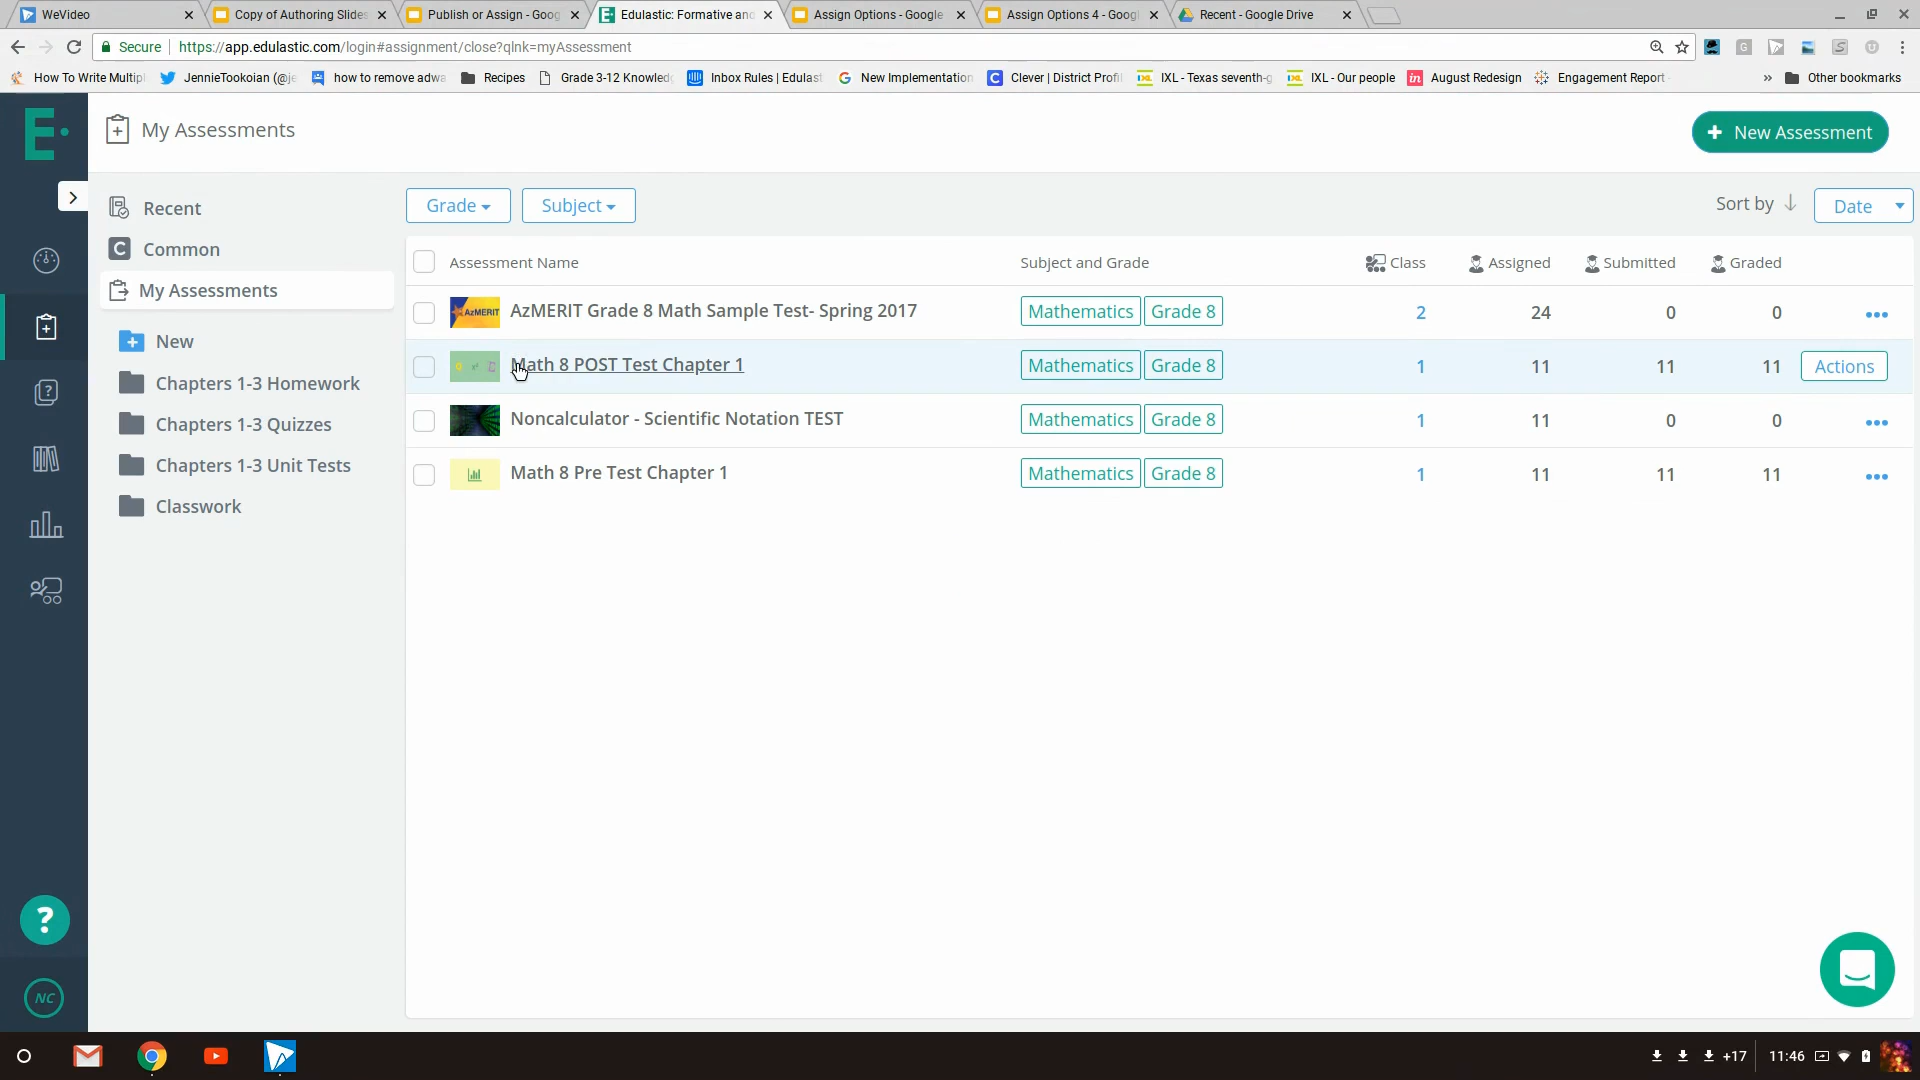 WeVideo
Copy of Authoring Slides
Publish or Assign - Goog
Edulastic: Formative and
Assign Options - Google
Assign Options 4 - Googl
Recent - Google Drive
Secure
https://app.edulastic.com/login#assignment/close?qlnk=myAssessment
How To Write Multipl
JennieTookoian (@je
how to remove adwa
Recipes
Grade 3-12 Knowled
Inbox Rules | Edulast
New Implementation
Clever | District Profil
IXL - Texas seventh-g
IXL - Our people
August Redesign
Engagement Report -
»
Other bookmarks
E
My Assessments
+ New Assessment
Recent
C Common
My Assessments
New
Chapters 1-3 Homework
Chapters 1-3 Quizzes
Chapters 1-3 Unit Tests
Classwork
Grade
Subject
Sort by
Date
Assessment Name
Subject and Grade
Class
Assigned
Submitted
Graded
AzMERIT
AzMERIT Grade 8 Math Sample Test- Spring 2017
Mathematics
Grade 8
2
24
0
0
Math 8 POST Test Chapter 1
Mathematics
Grade 8
1
11
11
11
Actions
Noncalculator - Scientific Notation TEST
Mathematics
Grade 8
1
11
0
0
Math 8 Pre Test Chapter 1
Mathematics
Grade 8
1
11
11
11
?
NC
+17
11:46